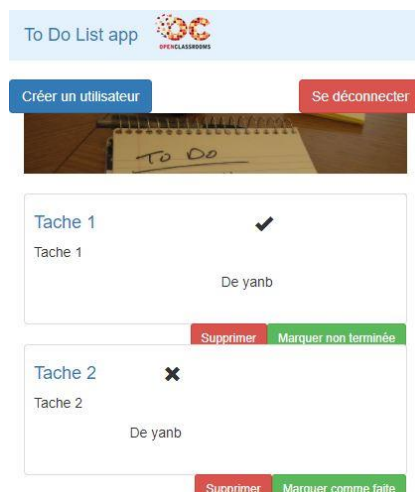 To Do List app OPENCLASSROOMS
Créer un utilisateur Se déconnecter
To Do
Tache 1
Tache 1
De yanb
Supprimer Marquer non terminée
Tache 2
Tache 2
De yanb
Supprimer Marquer comme faite